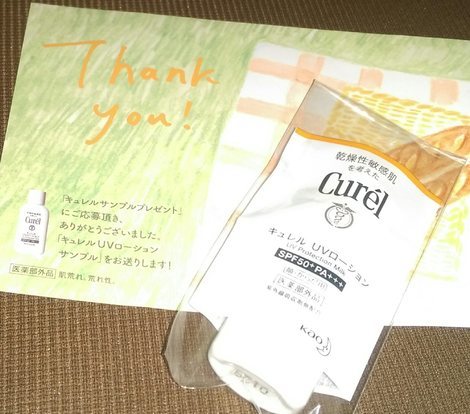 Thank
you!
「キュレルサンプルプレゼント」
にご応募頂き、
ありがとうございました。
「キュレルUVローション
サンプル」をお送りします!
医薬部外品 肌荒れ。荒れ性。
乾燥性敏感肌
を考えた
Curél
キュレル UVローション
UV Protection Milk
SPF50+PA+++
医薬部外品
Kao